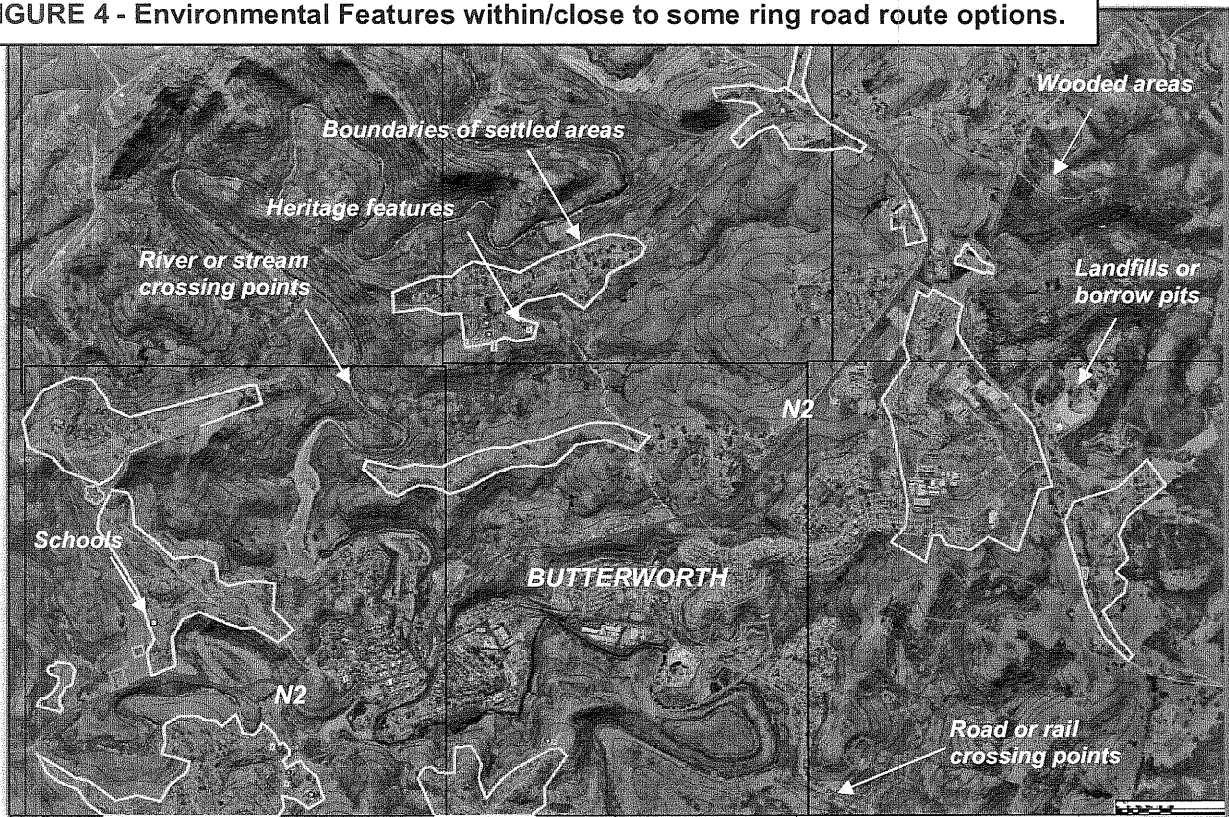 IGURE 4 - Environmental Features within/close to some ring road route options.
Wooded areas
Boundaries of settled areas
Heritage features
River or stream
crossing points
Landfills or
borrow pits
N2
Schools
BUTTERWORTH
N2
Road or rail
crossing points